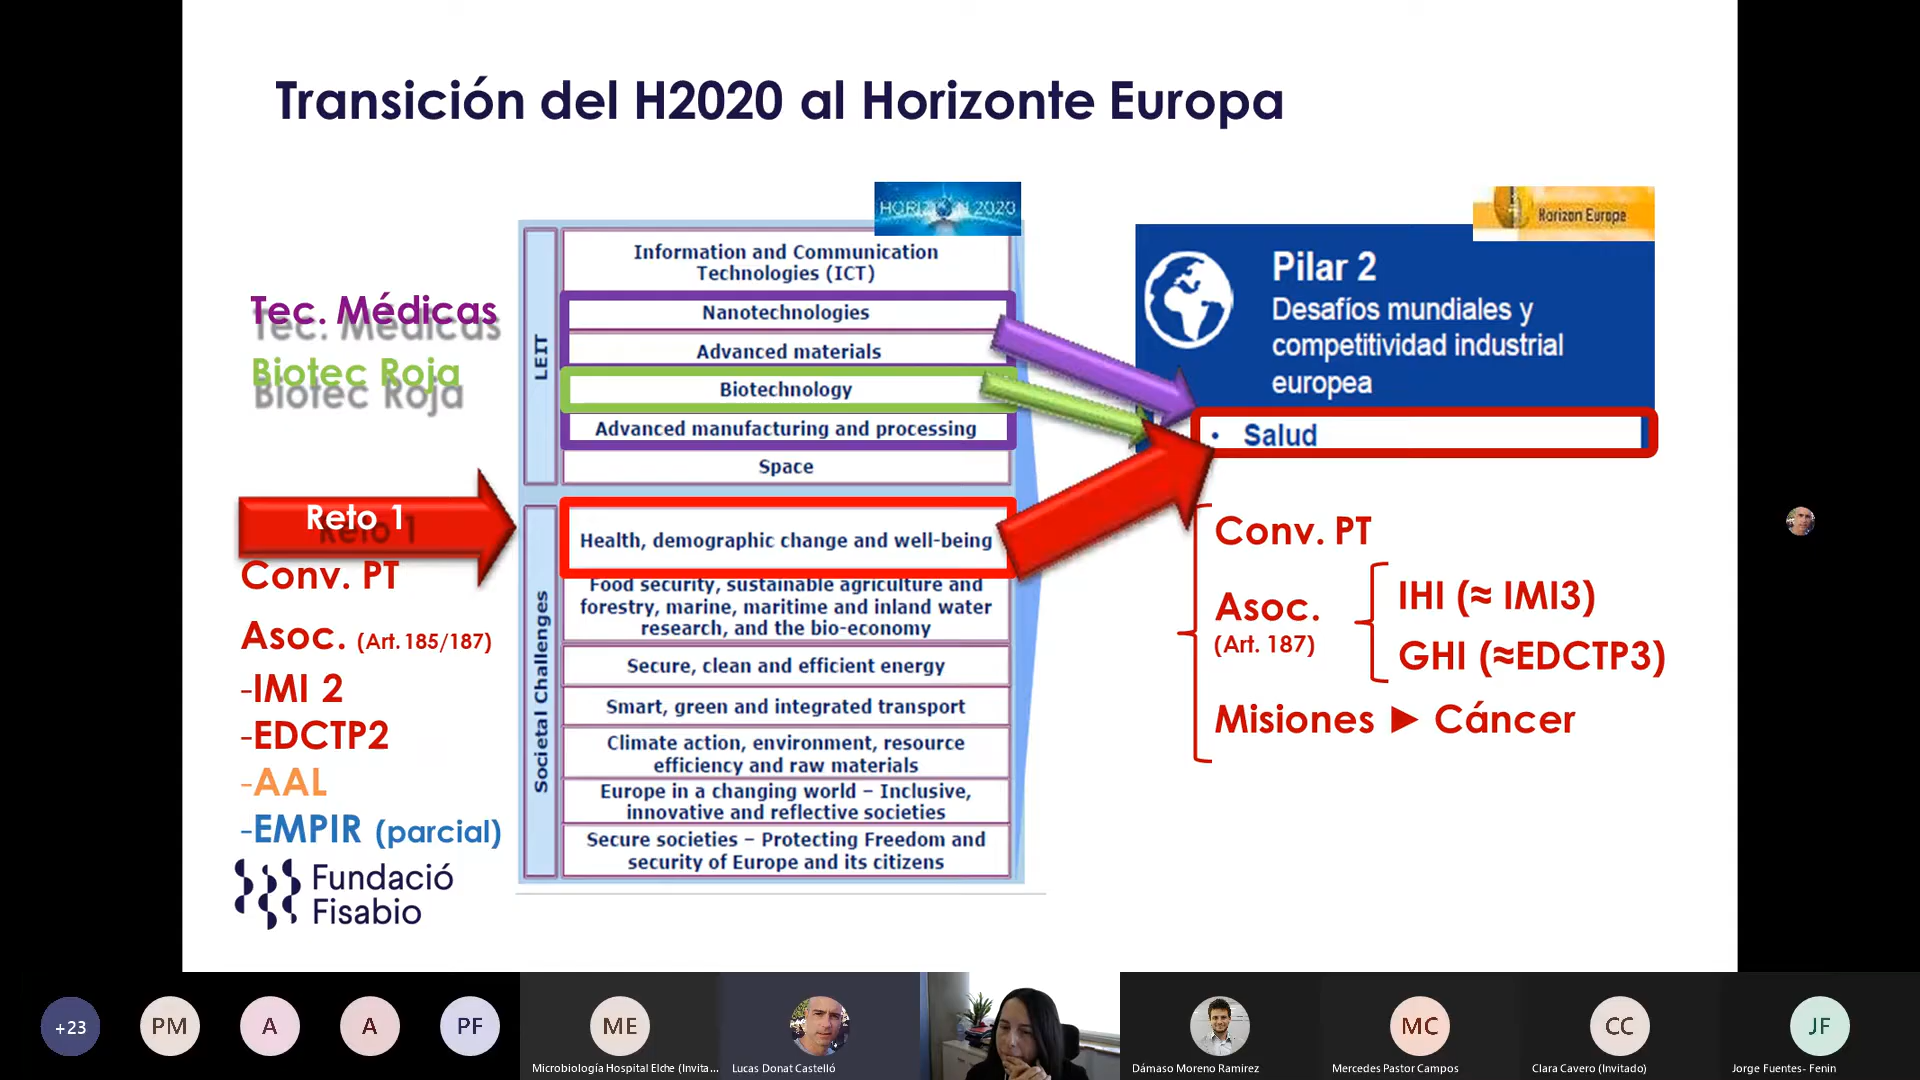 Transición del H2020 al Horizonte Europa
HORIZON 2020
Horizon Europe
Tec. Médicas
Biotec Roja
Reto 1
Conv. PT
Asoc. (Art. 185/187)
-IMI 2
-EDCTP2
-AAL
-EMPIR (parcial)
Fundació
Fisabio
LEIT
Information and Communication
Technologies (ICT)
Nanotechnologies
Advanced materials
Biotechnology
Advanced manufacturing and processing
Space
Societal Challenges
Health, demographic change and well-being
Food security, sustainable agriculture and
forestry, marine, maritime and inland water
research, and the bio-economy
Secure, clean and efficient energy
Smart, green and integrated transport
Climate action, environment, resource
efficiency and raw materials
Europe in a changing world – Inclusive,
innovative and reflective societies
Secure societies – Protecting Freedom and
security of Europe and its citizens
Pilar 2
Desafíos mundiales y
competitividad industrial
europea
• Salud
Conv. PT
Asoc.
(Art. 187)
IHI (≈ IMI3)
GHI (≈EDCTP3)
Misiones ► Cáncer
+23
PM
A
A
PF
ME
Microbiología Hospital Elche (Invita...
Lucas Donat Castelló
Dámaso Moreno Ramirez
MC
Mercedes Pastor Campos
CC
Clara Cavero (Invitado)
JF
Jorge Fuentes- Fenin